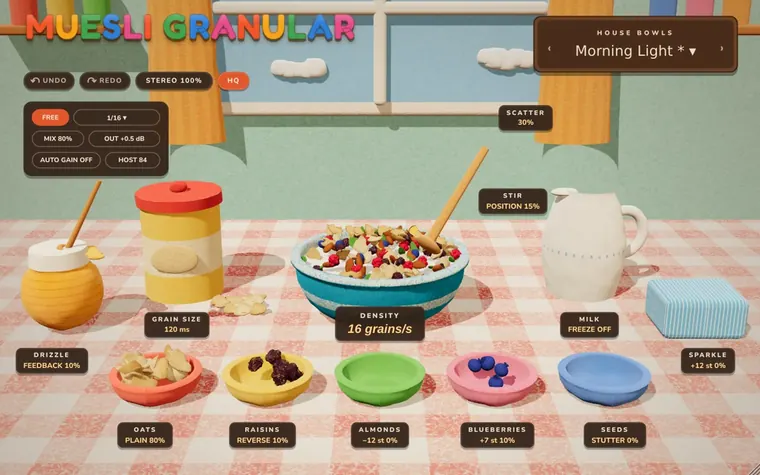 MUESLI GRANULAR
HOUSE BOWLS
‹ Morning Light * ▾ ›
UNDO REDO STEREO 100% HQ
FREE 1/16 ▾
MIX 80% OUT +0.5 dB
AUTO GAIN OFF HOST 84
SCATTER
30%
STIR
POSITION 15%
GRAIN SIZE
120 ms
DENSITY
16 grains/s
MILK
FREEZE OFF
DRIZZLE
FEEDBACK 10%
SPARKLE
+12 st 0%
OATS
PLAIN 80%
RAISINS
REVERSE 10%
ALMONDS
−12 st 0%
BLUEBERRIES
+7 st 10%
SEEDS
STUTTER 0%